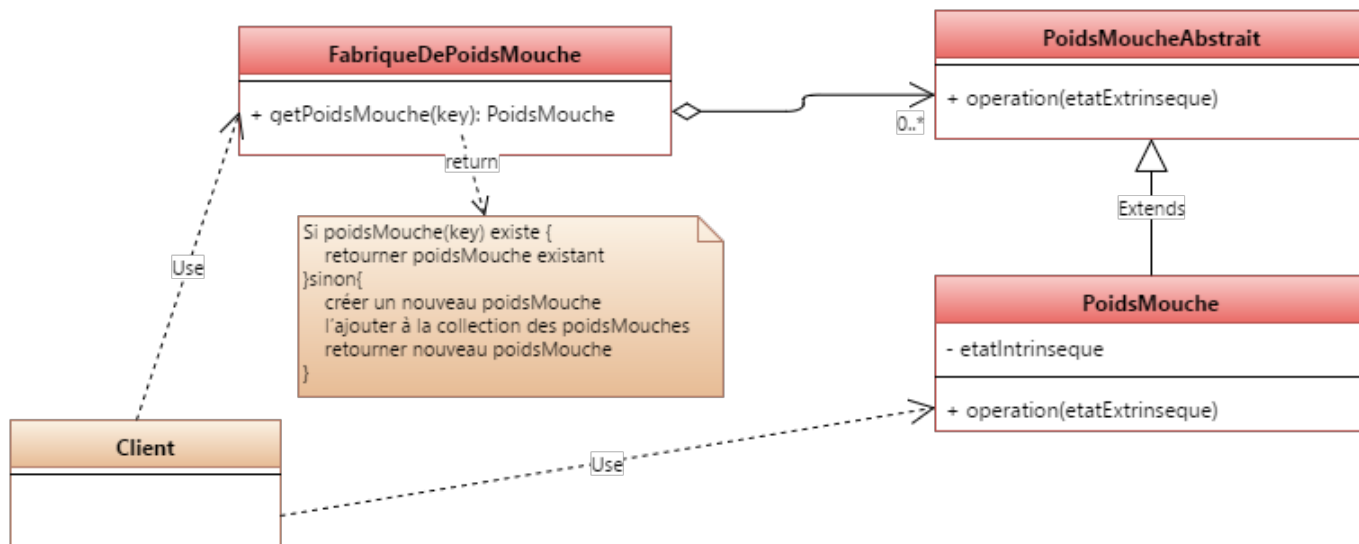 FabriqueDePoidsMouche
+ getPoidsMouche(key): PoidsMouche
PoidsMoucheAbstrait
+ operation(etatExtrinseque)
0..*
return
Extends
Use
Si poidsMouche(key) existe {
retourner poidsMouche existant
}sinon{
créer un nouveau poidsMouche
l'ajouter à la collection des poidsMouches
retourner nouveau poidsMouche
}
PoidsMouche
- etatIntrinseque
+ operation(etatExtrinseque)
Client
Use